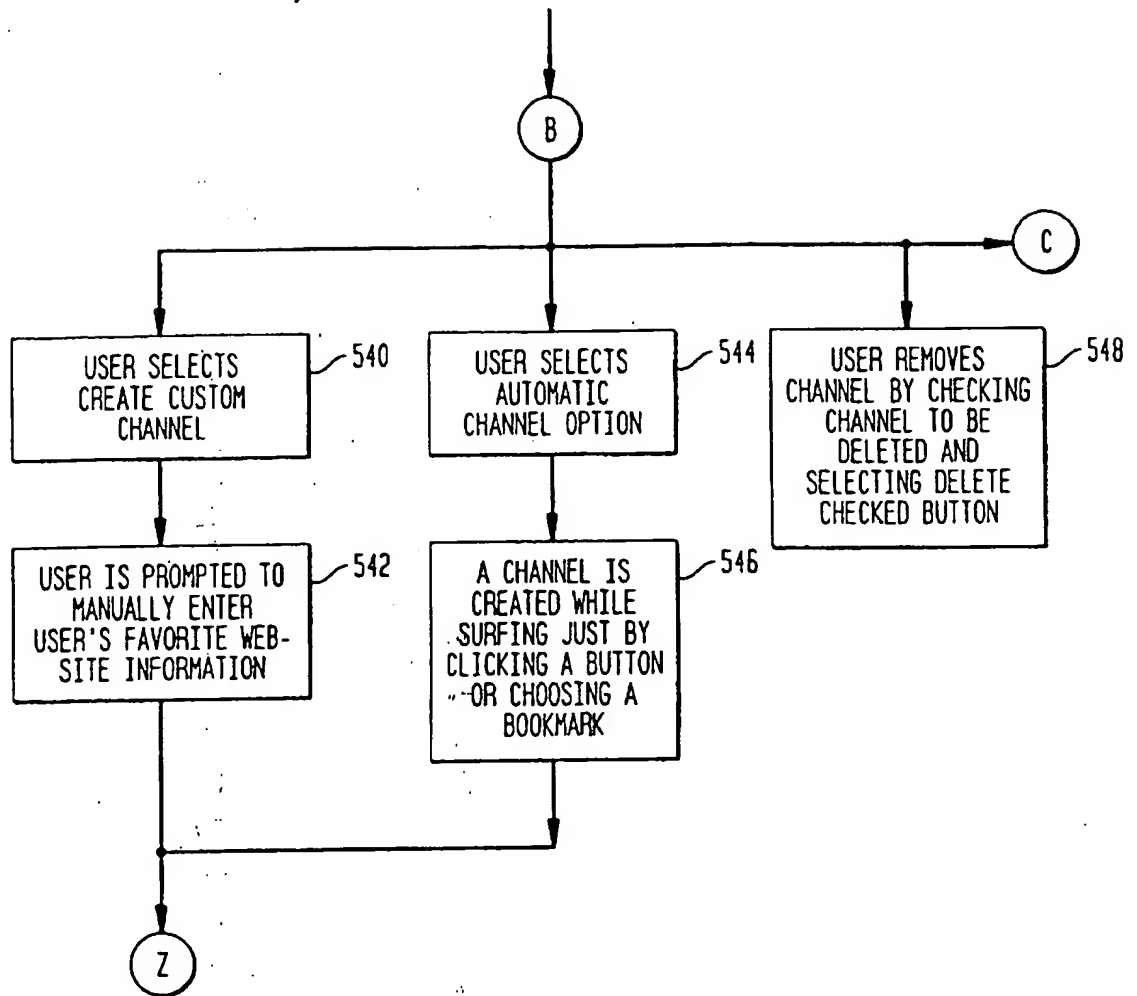 B
C
USER SELECTS
CREATE CUSTOM
CHANNEL
540
USER SELECTS
AUTOMATIC
CHANNEL OPTION
544
USER REMOVES
CHANNEL BY CHECKING
CHANNEL TO BE
DELETED AND
SELECTING DELETE
CHECKED BUTTON
548
USER IS PROMPTED TO
MANUALLY ENTER
USER'S FAVORITE WEB-
SITE INFORMATION
542
A CHANNEL IS
CREATED WHILE
SURFING JUST BY
CLICKING A BUTTON
OR CHOOSING A
BOOKMARK
546
Z